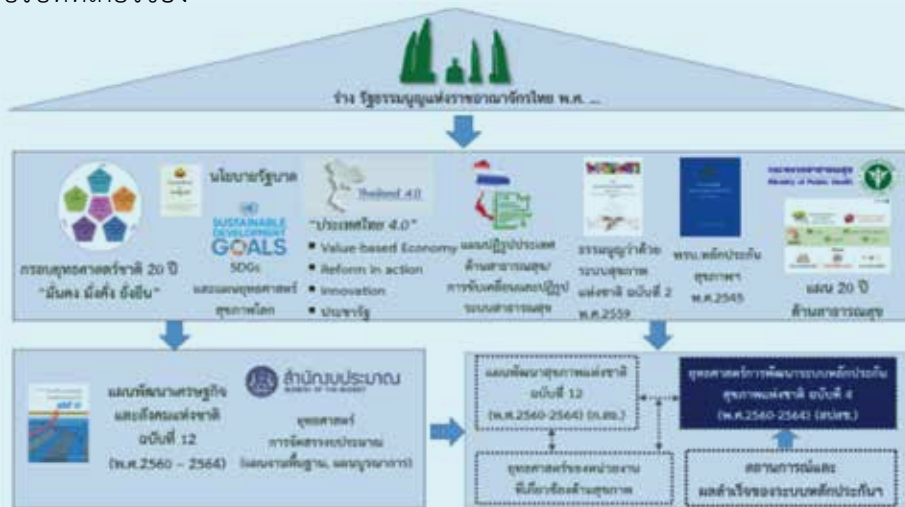 ร่าง รัฐธรรมนูญแห่งราชอาณาจักรไทย พ.ศ. ...
กรอบยุทธศาสตร์ชาติ 20 ปี
"มั่นคง มั่งคั่ง ยั่งยืน"
นโยบายรัฐบาล
SUSTAINABLE
DEVELOPMENT
GOALS
SDGs
และแผนยุทธศาสตร์
สุขภาพโลก
Thailand 4.0
"ประเทศไทย 4.0"
▪ Value-based Economy
▪ Reform in action
▪ Innovation
▪ ประชารัฐ
แผนปฏิรูปประเทศ
ด้านสาธารณสุข/
การขับเคลื่อนและปฏิรูป
ระบบสาธารณสุข
ธรรมนูญว่าด้วย
ระบบสุขภาพ
แห่งชาติ ฉบับที่ 2
พ.ศ.2559
พรบ.หลักประกัน
สุขภาพฯ
พ.ศ.2545
กระทรวงสาธารณสุข
Ministry of Public Health
แผน 20 ปี
ด้านสาธารณสุข
แผนพัฒนาเศรษฐกิจ
และสังคมแห่งชาติ
ฉบับที่ 12
(พ.ศ.2560 - 2564)
สำนักงบประมาณ
BUREAU OF THE BUDGET
ยุทธศาสตร์
การจัดสรรงบประมาณ
(แผนงานพื้นฐาน, แผนบูรณาการ)
แผนพัฒนาสุขภาพแห่งชาติ
ฉบับที่ 12
(พ.ศ.2560-2564) (ก.สธ.)
ยุทธศาสตร์การพัฒนาระบบหลักประกัน
สุขภาพแห่งชาติ ฉบับที่ 4
(พ.ศ.2560-2564) (สปสช.)
ยุทธศาสตร์ของหน่วยงาน
ที่เกี่ยวข้องด้านสุขภาพ
สถานการณ์และ
ผลสำเร็จของระบบหลักประกันฯ